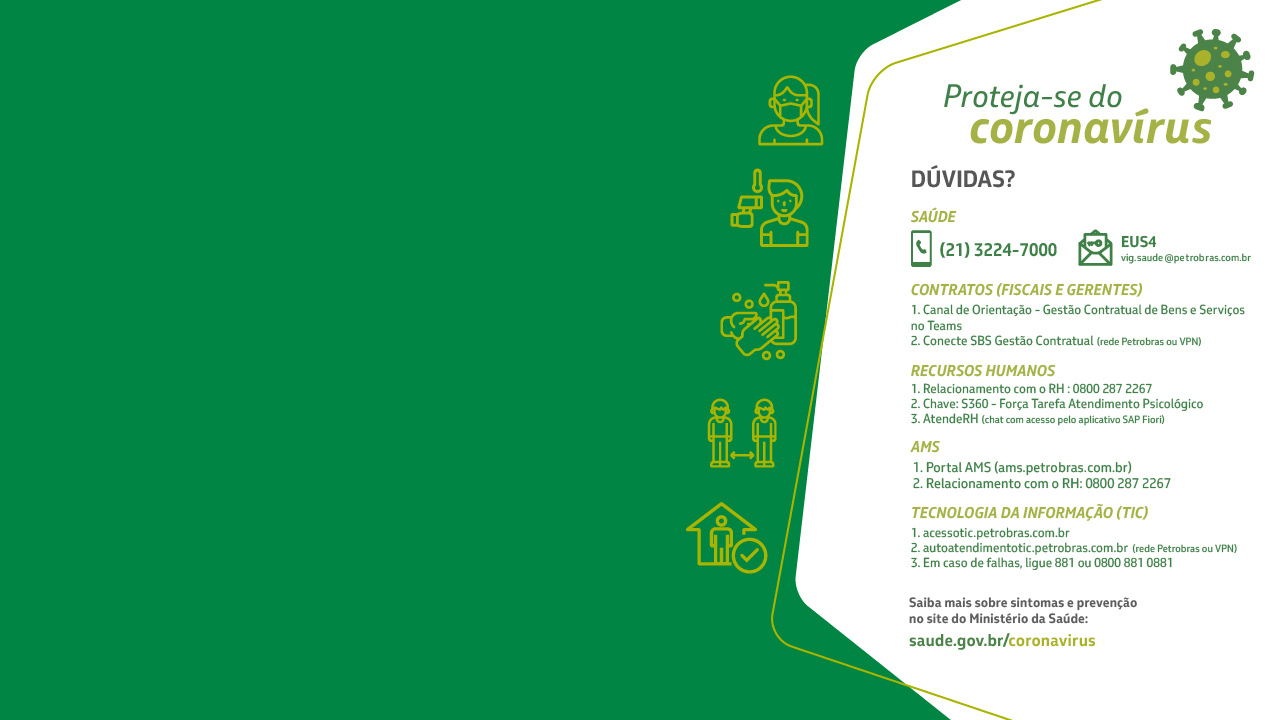 Proteja-se do
coronavírus
DÚVIDAS?
SAÚDE
(21) 3224-7000
EUS4
vig.saude@petrobras.com.br
CONTRATOS (FISCAIS E GERENTES)
1. Canal de Orientação - Gestão Contratual de Bens e Serviços
no Teams
2. Conecte SBS Gestão Contratual (rede Petrobras ou VPN)
RECURSOS HUMANOS
1. Relacionamento com o RH : 0800 287 2267
2. Chave: S360 - Força Tarefa Atendimento Psicológico
3. AtendeRH (chat com acesso pelo aplicativo SAP Fiori)
AMS
1. Portal AMS (ams.petrobras.com.br)
2. Relacionamento com o RH: 0800 287 2267
TECNOLOGIA DA INFORMAÇÃO (TIC)
1. acessotic.petrobras.com.br
2. autoatendimentotic.petrobras.com.br (rede Petrobras ou VPN)
3. Em caso de falhas, ligue 881 ou 0800 881 0881
Saiba mais sobre sintomas e prevenção
no site do Ministério da Saúde:
saude.gov.br/coronavirus